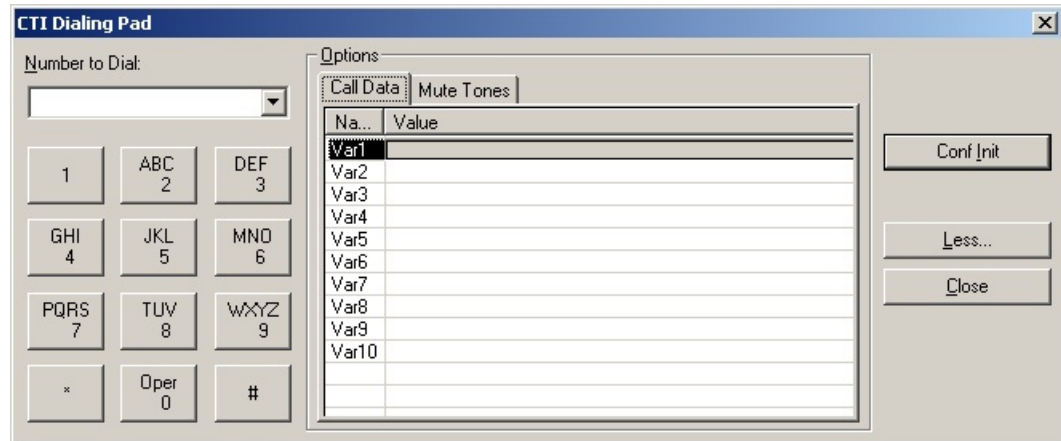 CTI Dialing Pad
Number to Dial:
1
ABC
2
DEF
3
GHI
4
JKL
5
MNO
6
PQRS
7
TUV
8
WXYZ
9
*
Oper
0
#
Options
Call Data
Mute Tones
Na... Value
Var1
Var2
Var3
Var4
Var5
Var6
Var7
Var8
Var9
Var10
Conf Init
Less...
Close